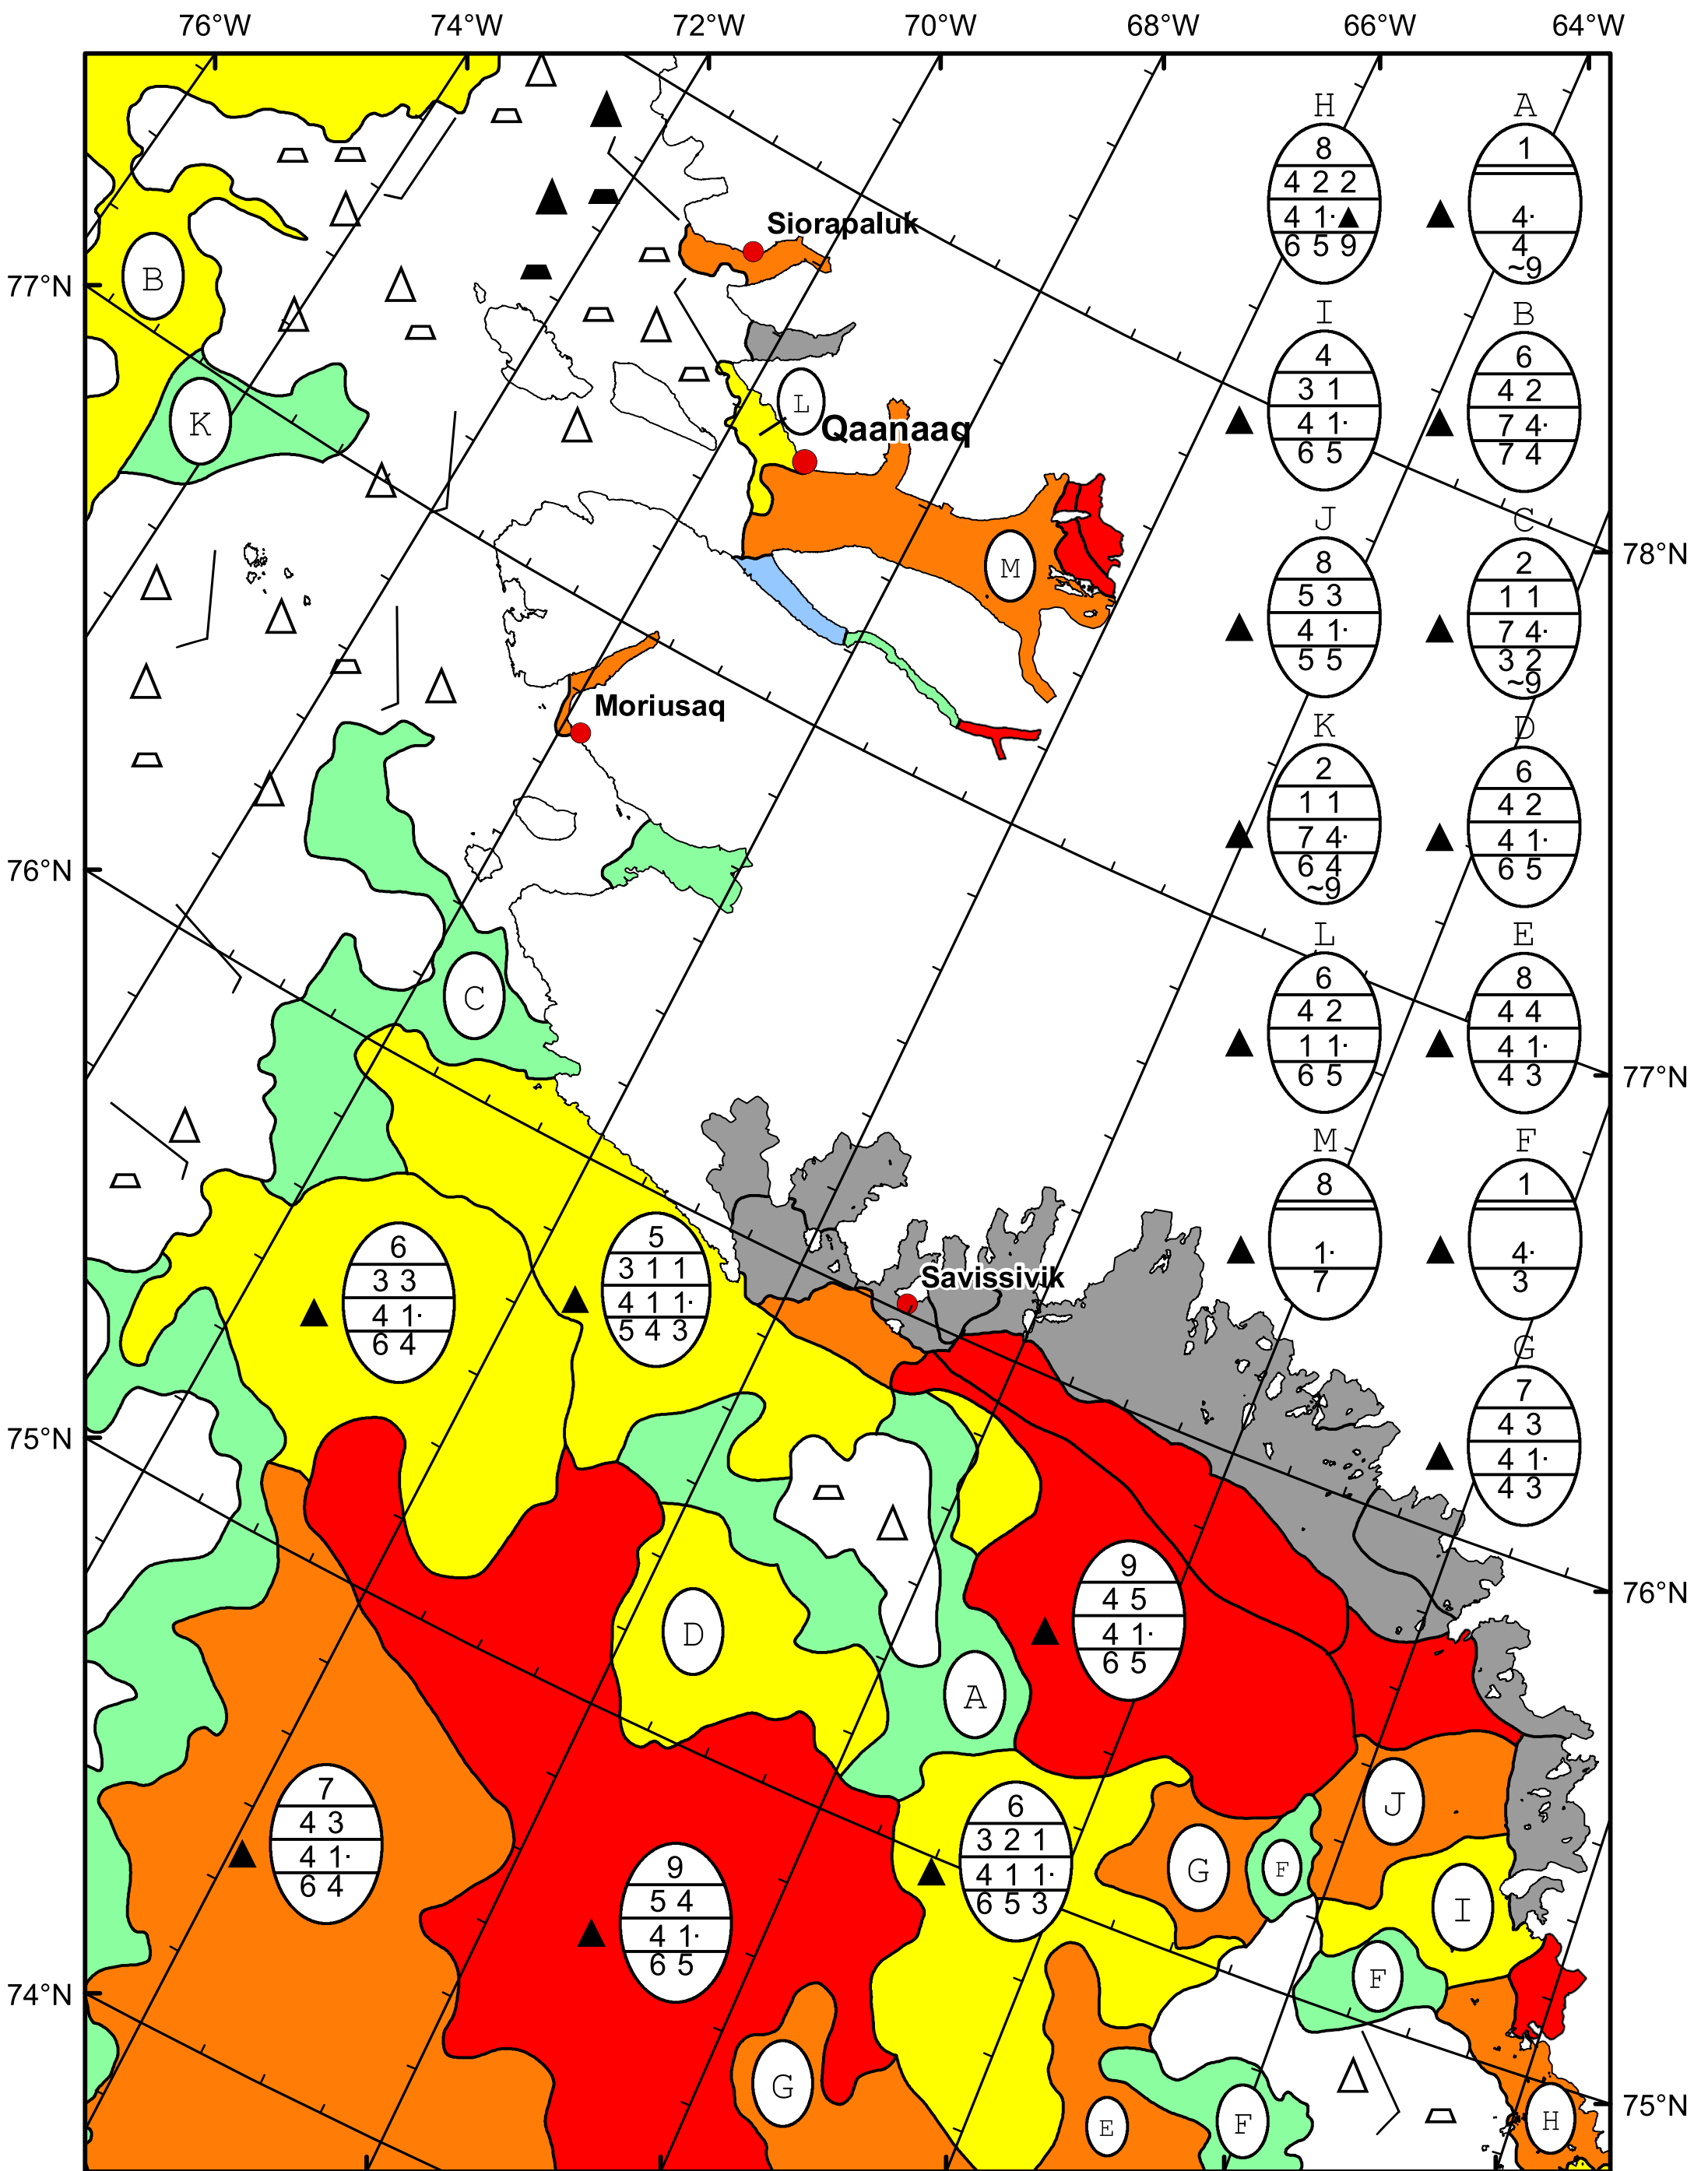 76°W 74°W 72°W 70°W 68°W 66°W 64°W
H A
8 1
4 2 2
4 1· 4·
6 5 9 4
~9
Siorapaluk
B
77°N
I B
4 6
3 1 4 2
4 1· 7 4·
6 5 7 4
K
L
Qaanaaq
J C
8 2
5 3 1 1
4 1· 7 4·
5 5 3 2
~9
78°N
M
Moriusaq
K D
2 6
1 1 4 2
7 4· 4 1·
6 4 6 5
~9
76°N
L E
6 8
4 2 4 4
1 1· 4 1·
6 5 4 3
C
77°N
M F
8 1
1· 4·
7 3
6
3 3
4 1·
6 4
5
3 1 1
4 1 1·
5 4 3
Savissivik
G
7
4 3
4 1·
4 3
75°N
9
4 5
4 1·
6 5
76°N
D
A
7
4 3
4 1·
6 4
9
5 4
4 1·
6 5
6
3 2 1
4 1 1·
6 5 3
J
G
F
I
F
74°N
G
E
F
H
75°N